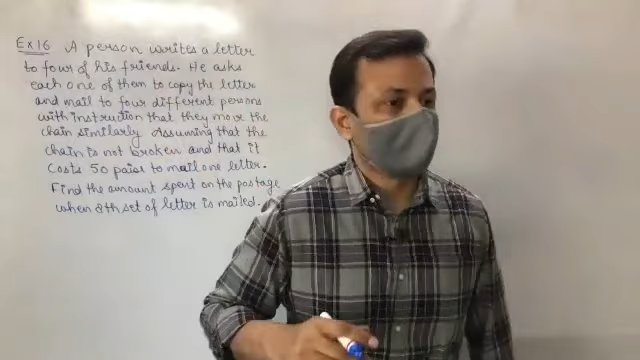 Ex 16 A person writes a letter
to four of his friends. He asks
each one of them to copy the letter
and mail to four different persons
with instruction that they move the
chain similarly. Assuming that the
chain is not broken and that it
costs 50 paise to mail one letter.
Find the amount spent on the postage
when 8th set of letter is mailed.